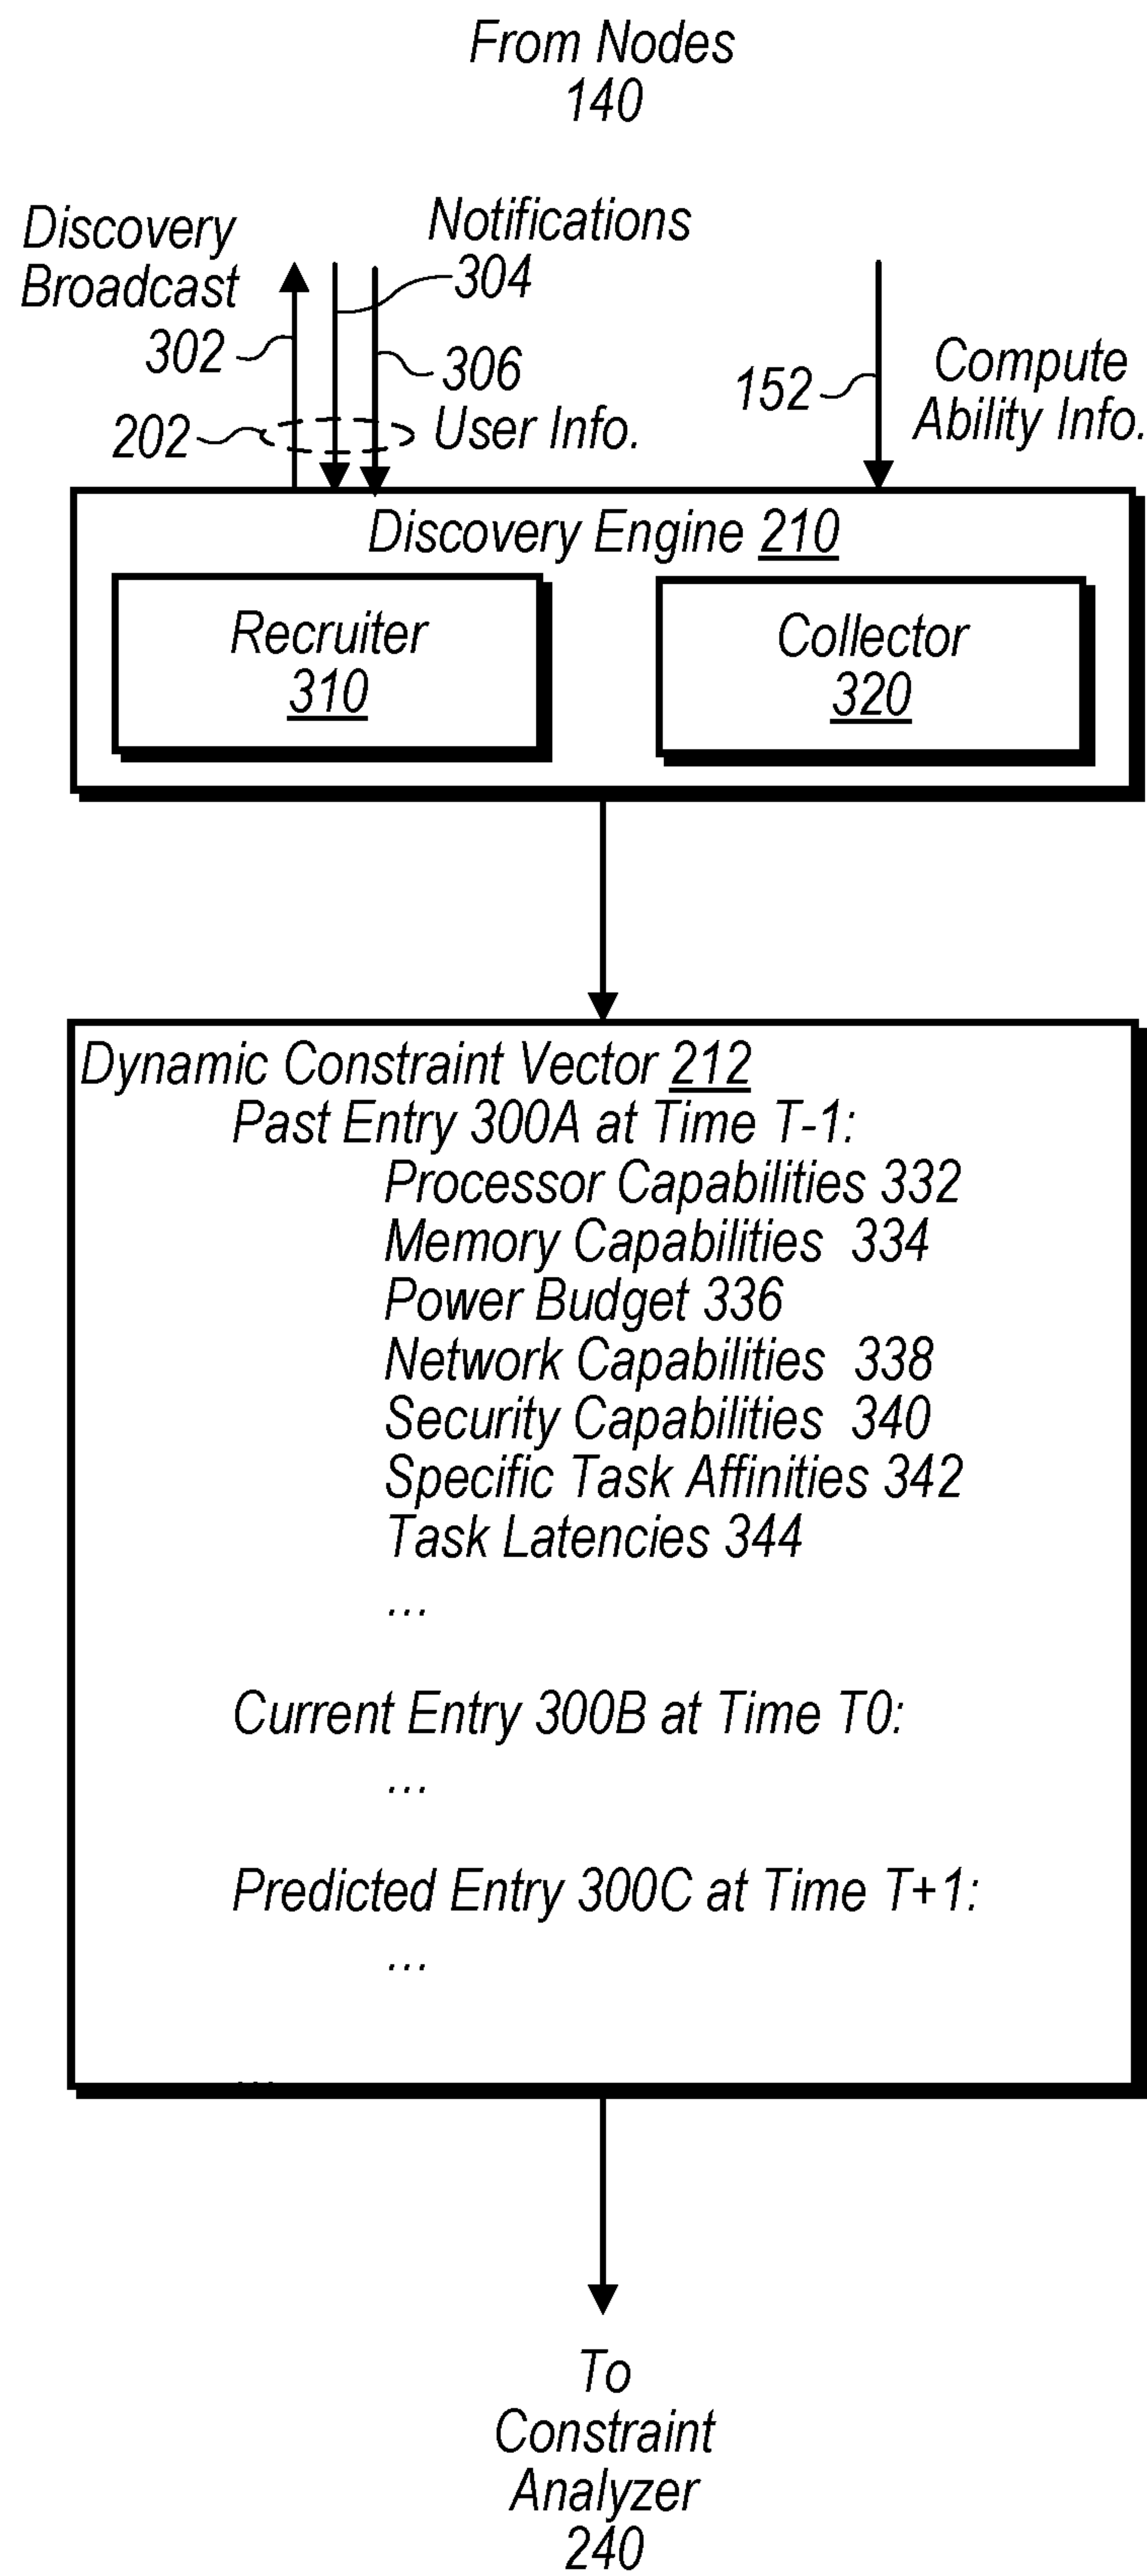 From Nodes
140
Discovery
Broadcast
302
202
Notifications
304
306
User Info.
152
Compute
Ability Info.
Discovery Engine 210
Recruiter
310
Collector
320
Dynamic Constraint Vector 212
Past Entry 300A at Time T-1:
Processor Capabilities 332
Memory Capabilities 334
Power Budget 336
Network Capabilities 338
Security Capabilities 340
Specific Task Affinities 342
Task Latencies 344
...
Current Entry 300B at Time T0:
...
Predicted Entry 300C at Time T+1:
...
...
To
Constraint
Analyzer
240